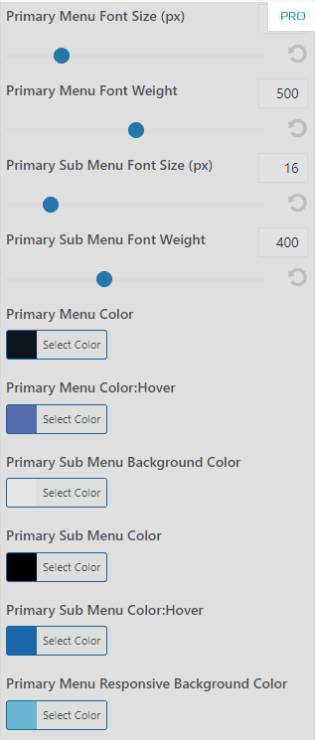 Primary Menu Font Size (px)
PRO
Primary Menu Font Weight
500
Primary Sub Menu Font Size (px)
16
Primary Sub Menu Font Weight
400
Primary Menu Color
Select Color
Primary Menu Color:Hover
Select Color
Primary Sub Menu Background Color
Select Color
Primary Sub Menu Color
Select Color
Primary Sub Menu Color:Hover
Select Color
Primary Menu Responsive Background Color
Select Color